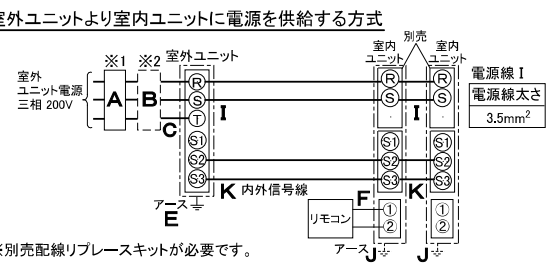 室外ユニットより室内ユニットに電源を供給する方式
※1
※2
室外ユニット
別売
室内
ユニット
室内
ユニット
室外
ユニット電源
三相 200V
A
B
C
R
S
T
S1
S2
S3
I
R
S
S1
S2
S3
①
②
I
R
S
S1
S2
S3
①
②
電源線 I
電源線太さ
3.5mm²
K 内外信号線
K
F
リモコン
アース
E
アース
J
J
※別売配線リプレースキットが必要です。